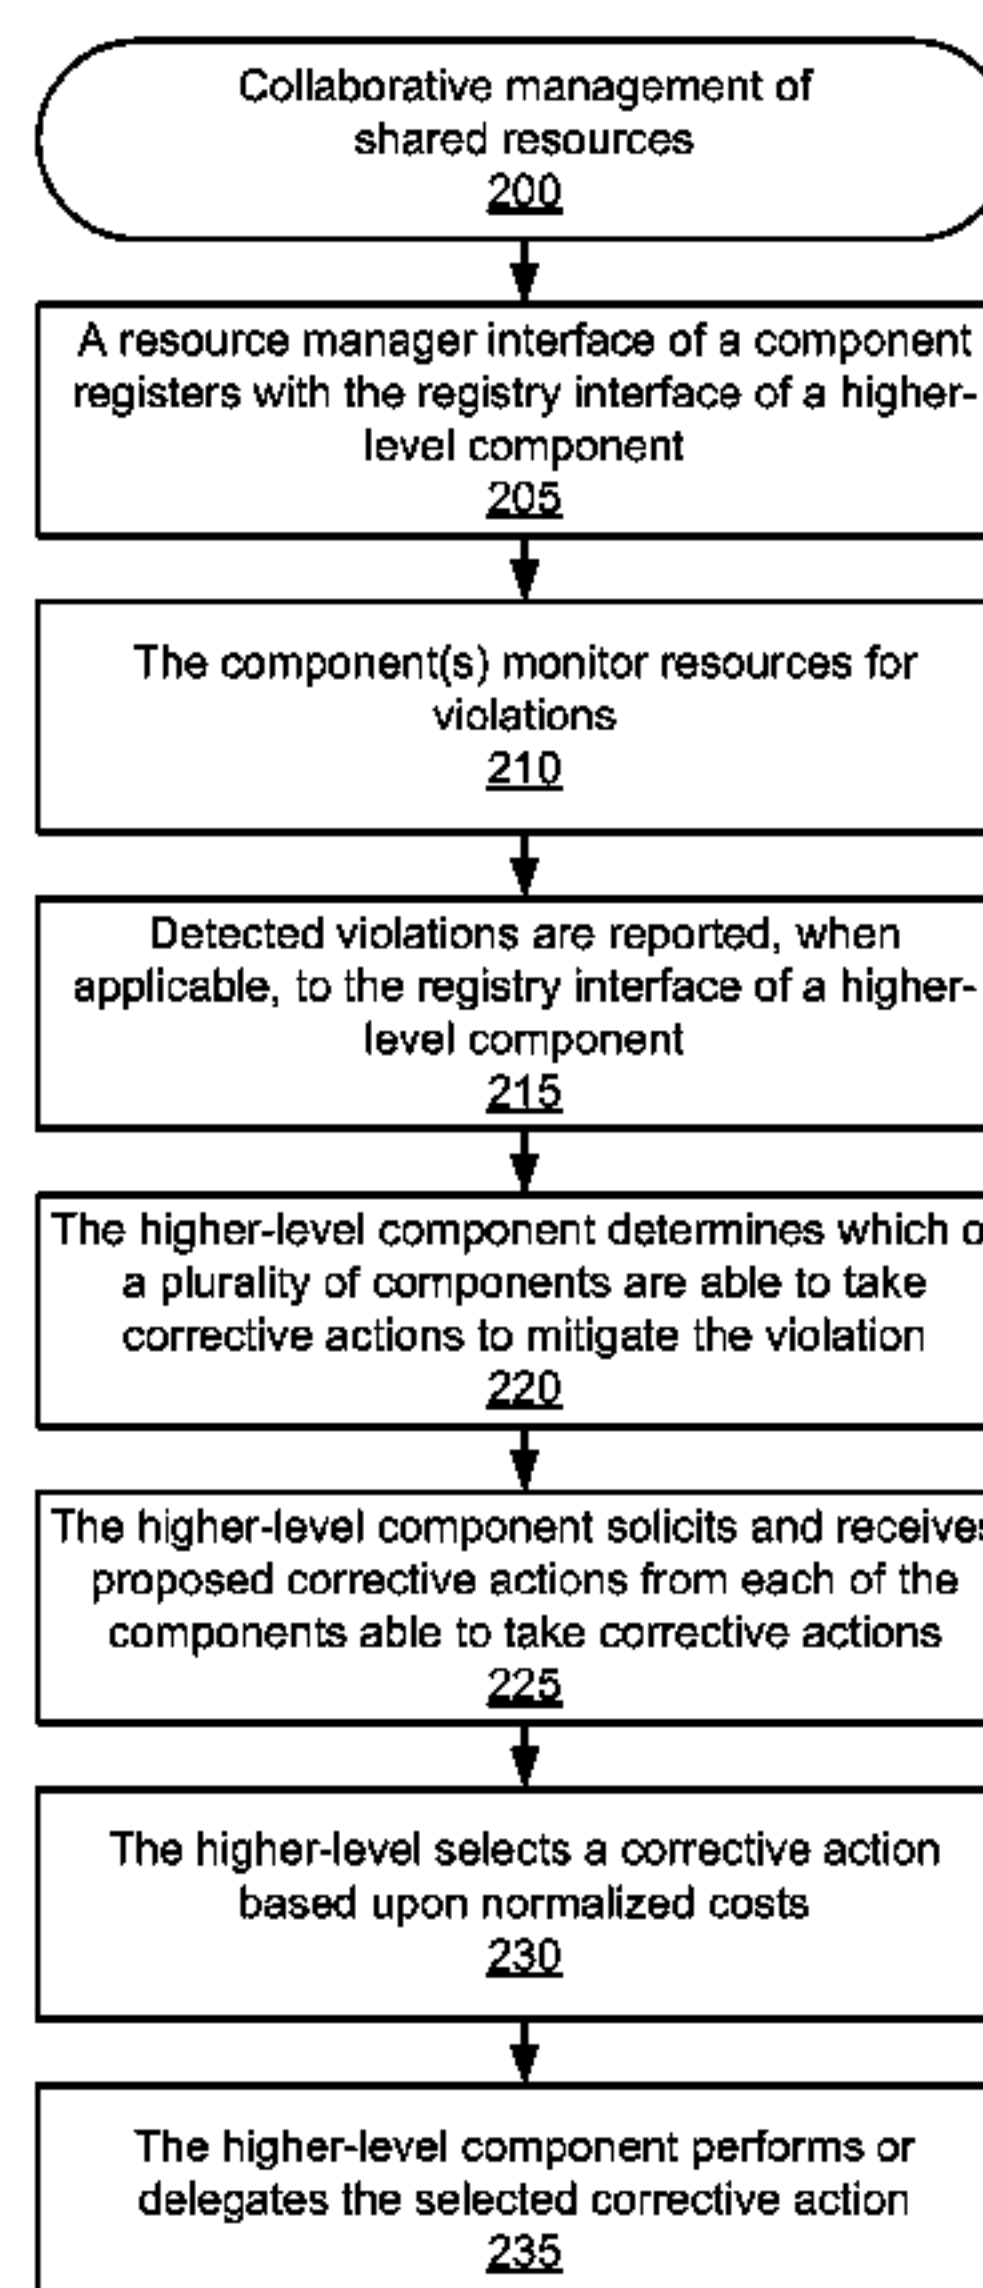 Collaborative management of
shared resources
200
A resource manager interface of a component
registers with the registry interface of a higher-
level component
205
The component(s) monitor resources for
violations
210
Detected violations are reported, when
applicable, to the registry interface of a higher-
level component
215
The higher-level component determines which of
a plurality of components are able to take
corrective actions to mitigate the violation
220
The higher-level component solicits and receives
proposed corrective actions from each of the
components able to take corrective actions
225
The higher-level selects a corrective action
based upon normalized costs
230
The higher-level component performs or
delegates the selected corrective action
235